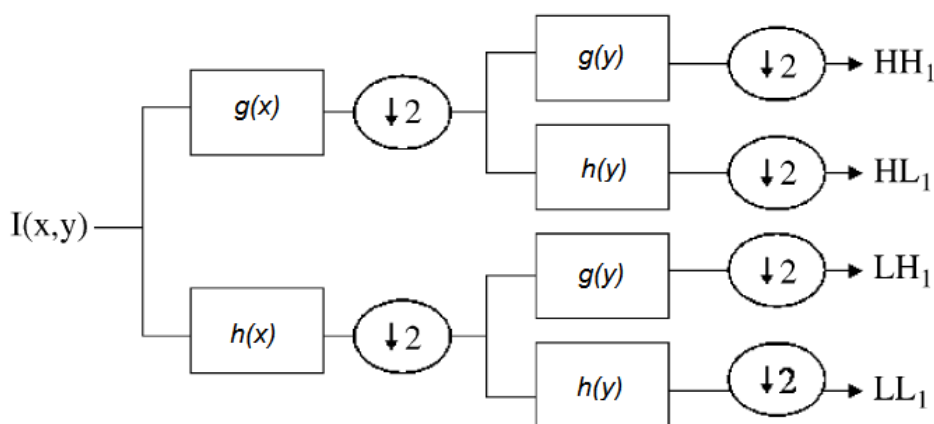 g(x) ↓2 g(y) ↓2 HH₁
h(y) ↓2 HL₁
I(x,y)
h(x) ↓2 g(y) ↓2 LH₁
h(y) ↓2 LL₁